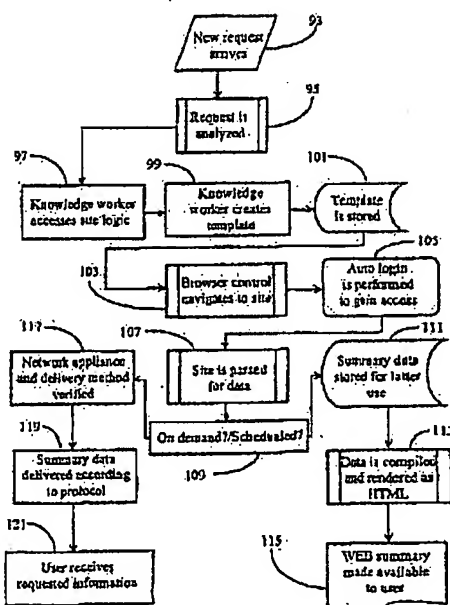 93
New request
arrives
95
Request is
analyzed
97
Knowledge worker
accesses site logic
99
Knowledge
worker creates
template
101
Template
is stored
103
Browser control
navigates to site
105
Auto login
is performed
to gain access
107
Site is parsed
for data
On demand?/Scheduled?
109
117
Network appliance
and delivery method
verified
119
Summary data
delivered according
to protocol
121
User receives
requested information
111
Summary data
stored for latter
use
113
Data is compiled
and rendered as
HTML
115
WEB summary
made available
to user